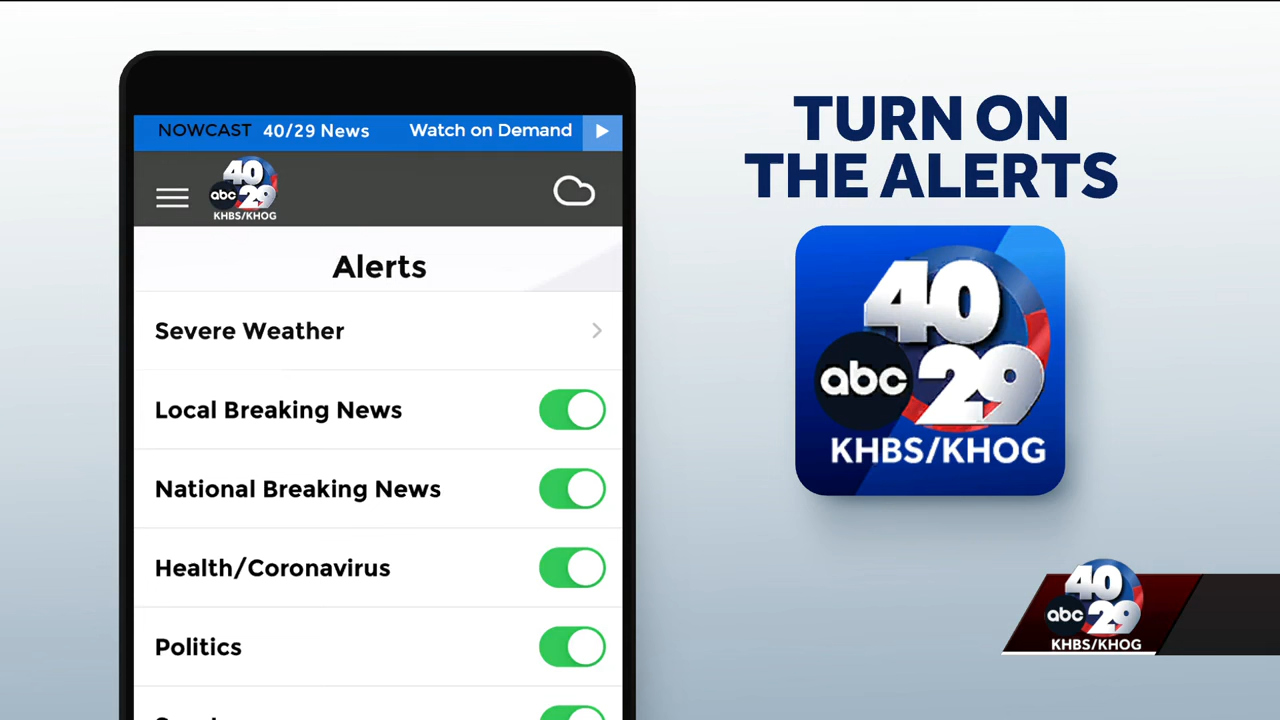 NOWCAST 40/29 News Watch on Demand
40
abc 29
KHBS/KHOG
Alerts
Severe Weather
Local Breaking News
National Breaking News
Health/Coronavirus
Politics
TURN ON
THE ALERTS
40
abc 29
KHBS/KHOG
40
abc 29
KHBS/KHOG